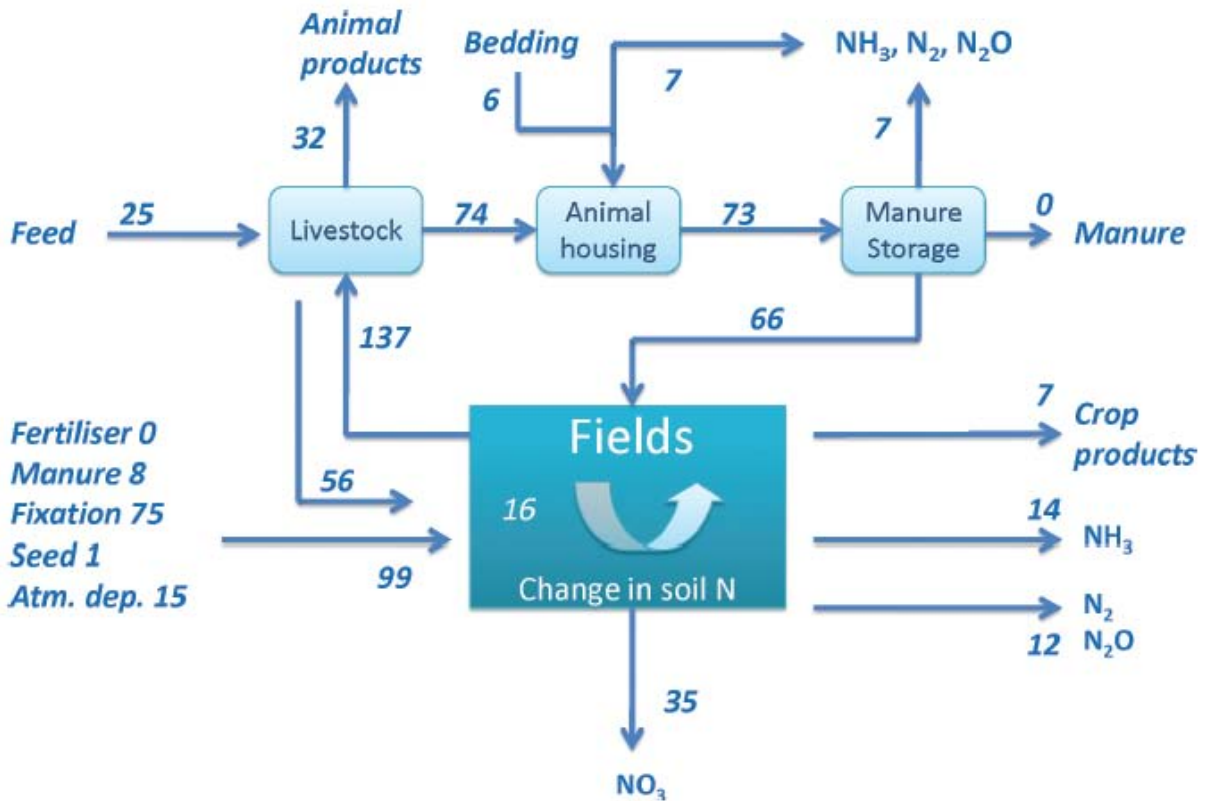 Animal
products
Bedding
NH₃, N₂, N₂O
6
7
7
32
25
Feed
Livestock
74
Animal
housing
73
Manure
Storage
0
Manure
137
66
Fertiliser 0
Manure 8
Fixation 75
Seed 1
Atm. dep. 15
56
99
Fields
16
Change in soil N
7
Crop
products
14
NH₃
N₂
N₂O
12
35
NO₃